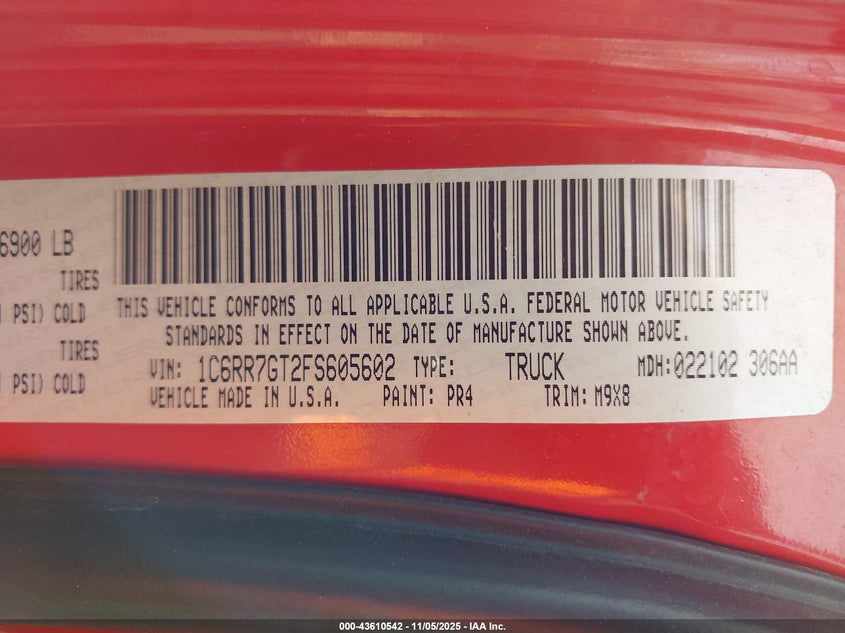 6900 LB
TIRES
PSI) COLD
TIRES
PSI) COLD
THIS VEHICLE CONFORMS TO ALL APPLICABLE U.S.A. FEDERAL MOTOR VEHICLE SAFETY
STANDARDS IN EFFECT ON THE DATE OF MANUFACTURE SHOWN ABOVE.
VIN: 1C6RR7GT2FS605602 TYPE: TRUCK MDH:022102 306AA
VEHICLE MADE IN U.S.A. PAINT: PR4 TRIM: M9X8
000-43610542 - 11/05/2025 - IAA Inc.